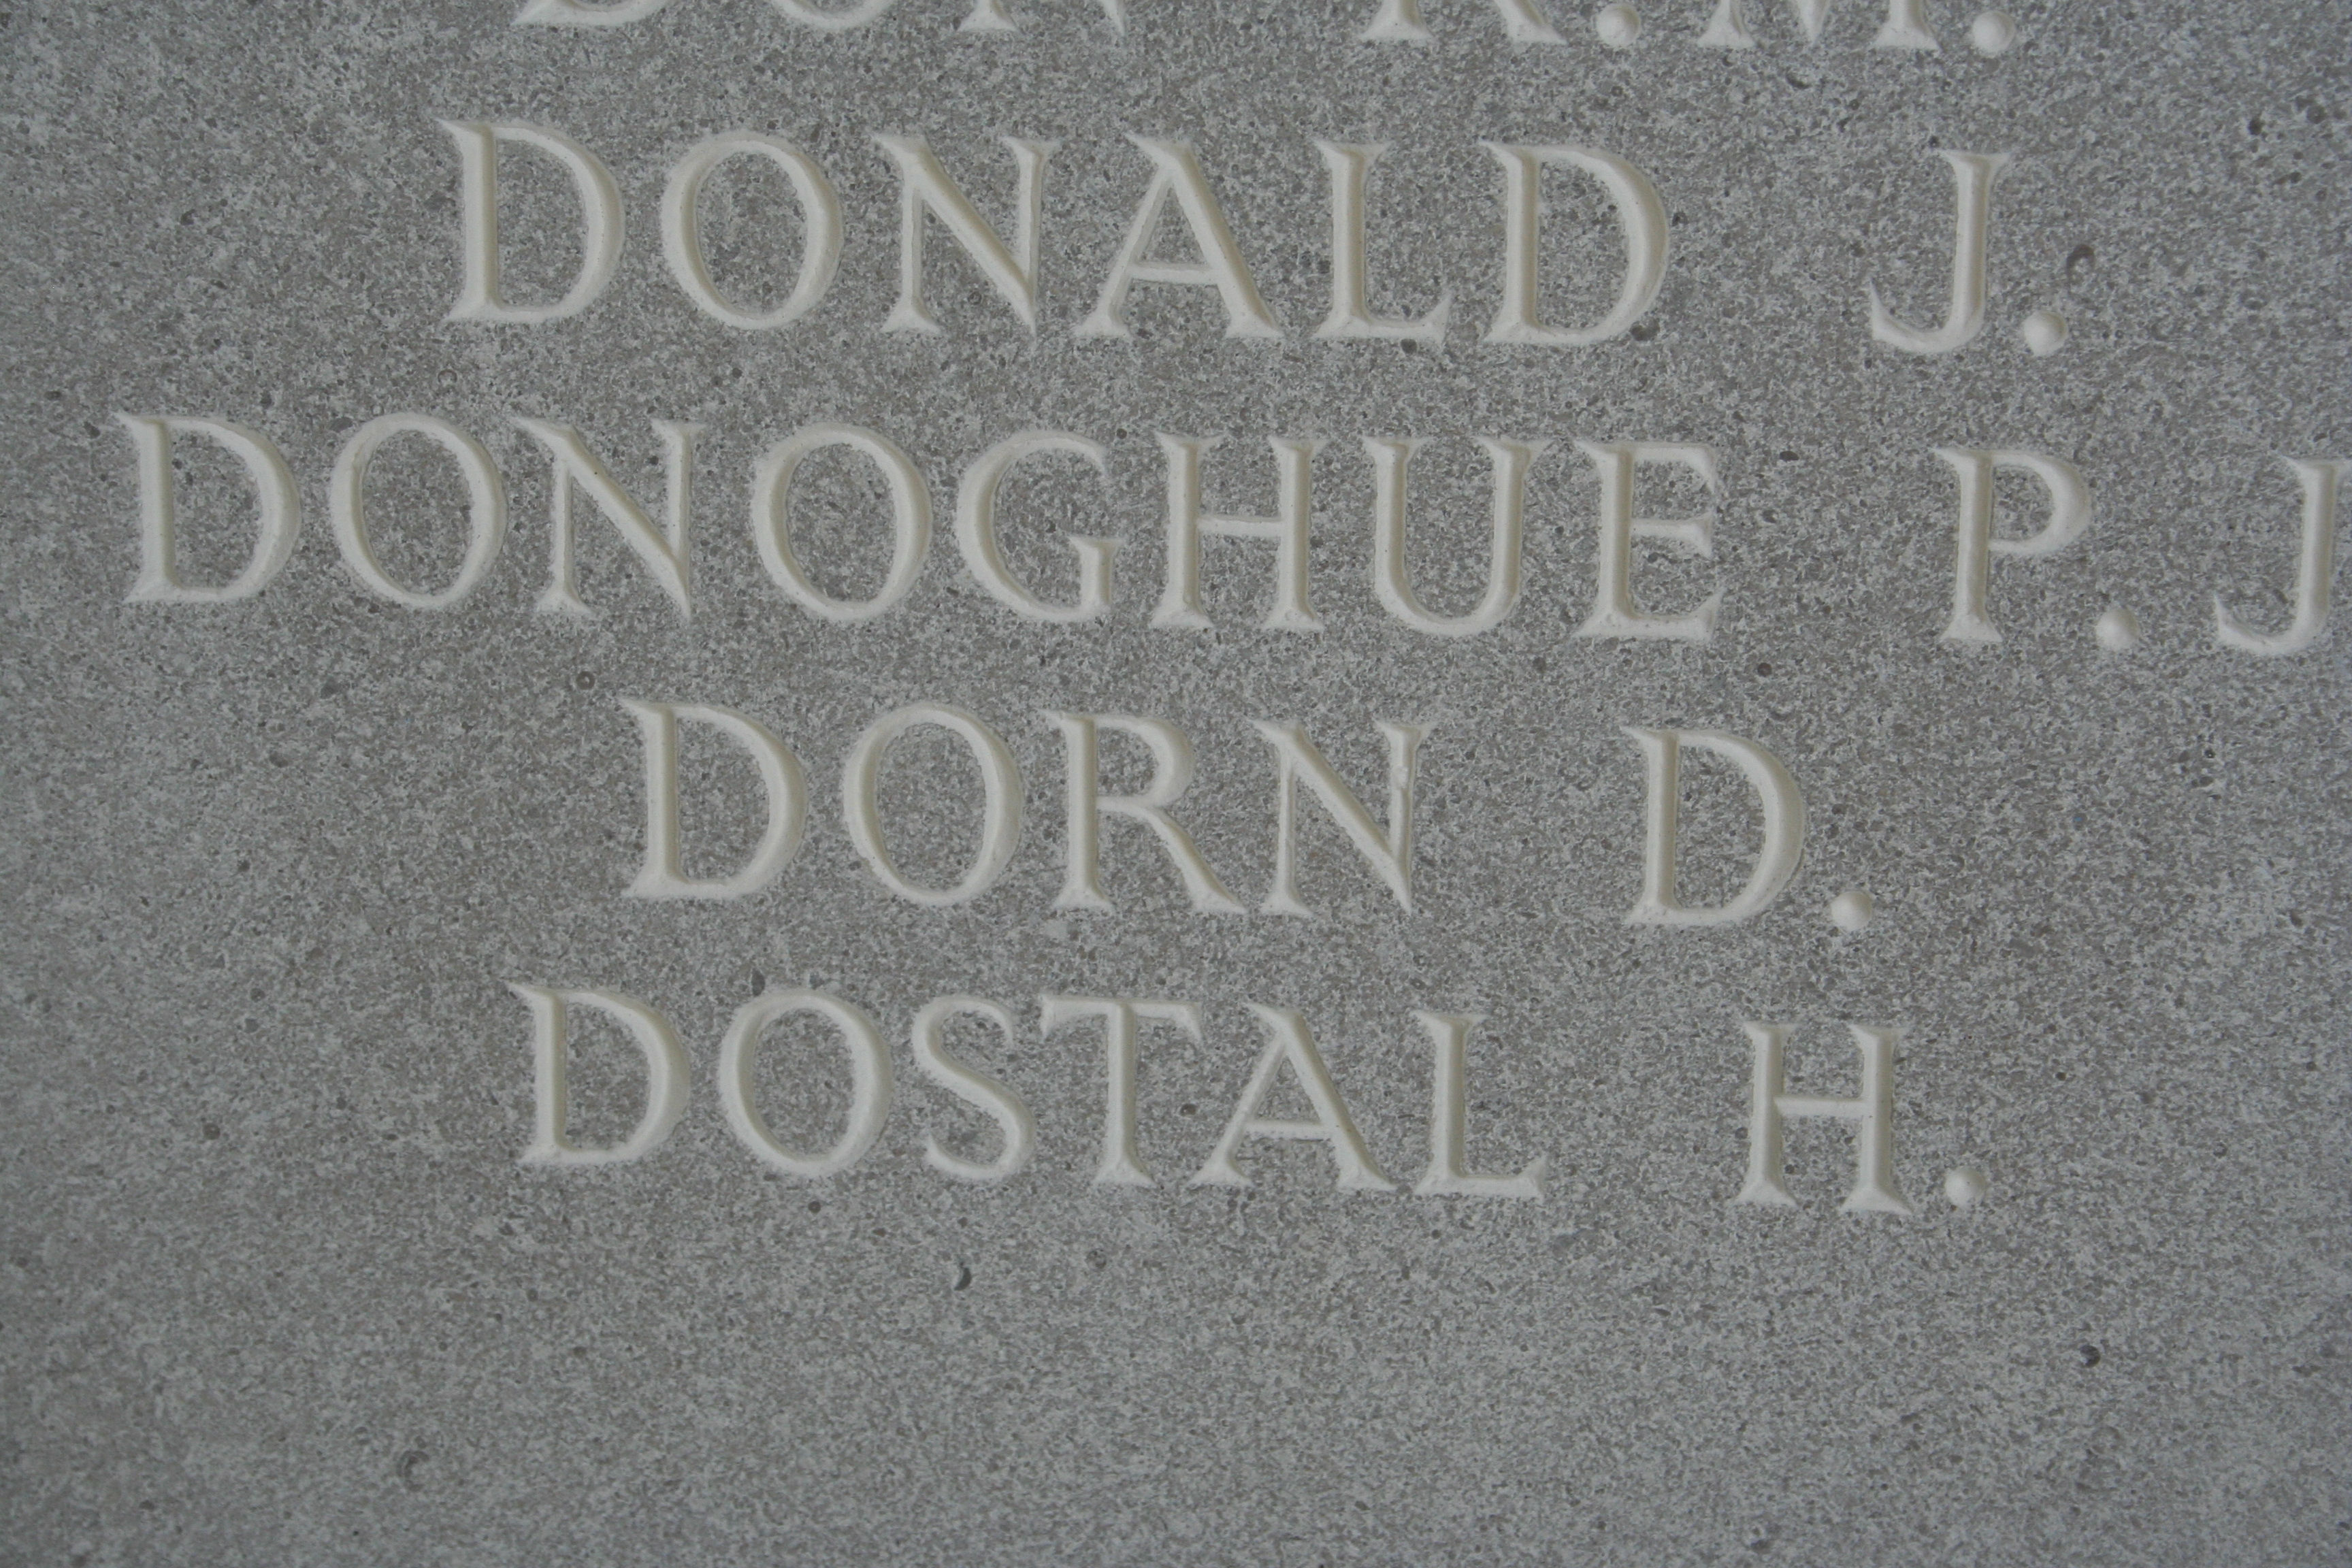 DONALD J.
DONOGHUE P. J
DORN D.
DOSTAL H.